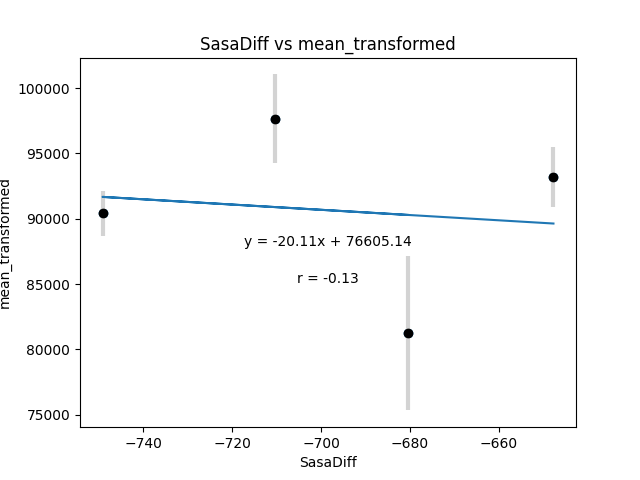 SasaDiff vs mean_transformed
mean_transformed
100000
95000
90000
85000
80000
75000
y = -20.11x + 76605.14
r = -0.13
−740
−720
−700
−680
−660
SasaDiff